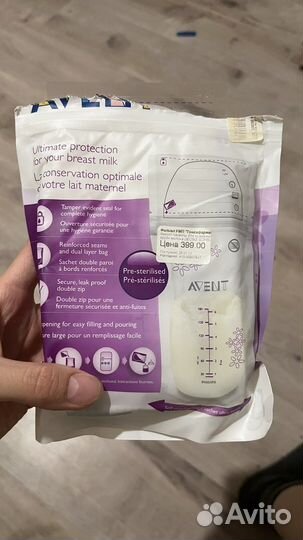 AVENT
Ultimate protection
for your breast milk
La conservation optimale
de votre lait maternel
Tamper evident seal for
complete hygiene
Ouverture sécurisée pour
une hygiène garantie
Reinforced seams
and dual layer bag
Sachet double paroi
à bords renforcés
Secure, leak proof
double zip
Double zip pour une
fermeture sécurisée et anti-fuites
opening for easy filling and pouring
ure large pour un remplissage facile
Pre-sterilised
Pré-stérilisés
Цена 399.00
AVENT
PHILIPS
Avito